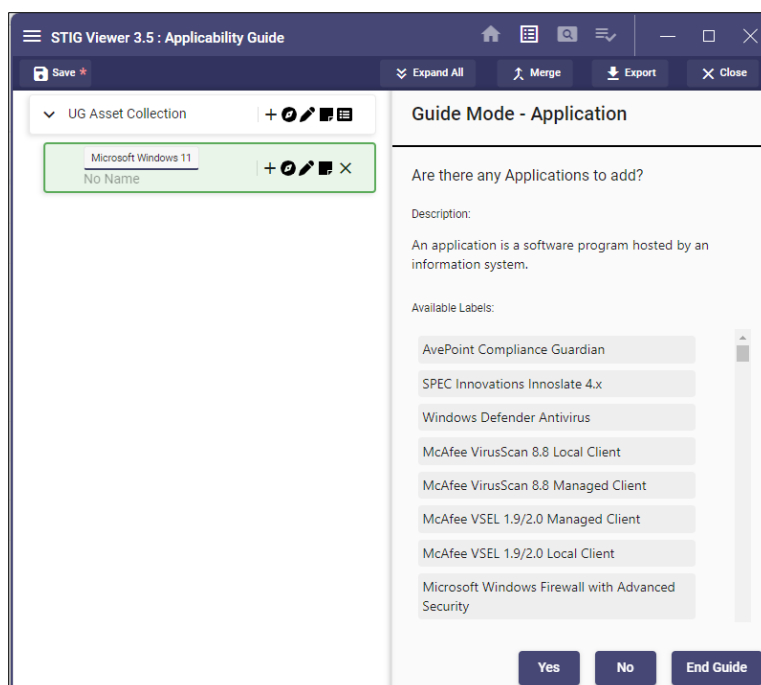 STIG Viewer 3.5 : Applicability Guide
Save *
Expand All
Merge
Export
Close
UG Asset Collection
Microsoft Windows 11
No Name
Guide Mode - Application
Are there any Applications to add?
Description:
An application is a software program hosted by an
information system.
Available Labels:
AvePoint Compliance Guardian
SPEC Innovations Innoslate 4.x
Windows Defender Antivirus
McAfee VirusScan 8.8 Local Client
McAfee VirusScan 8.8 Managed Client
McAfee VSEL 1.9/2.0 Managed Client
McAfee VSEL 1.9/2.0 Local Client
Microsoft Windows Firewall with Advanced
Security
Yes
No
End Guide